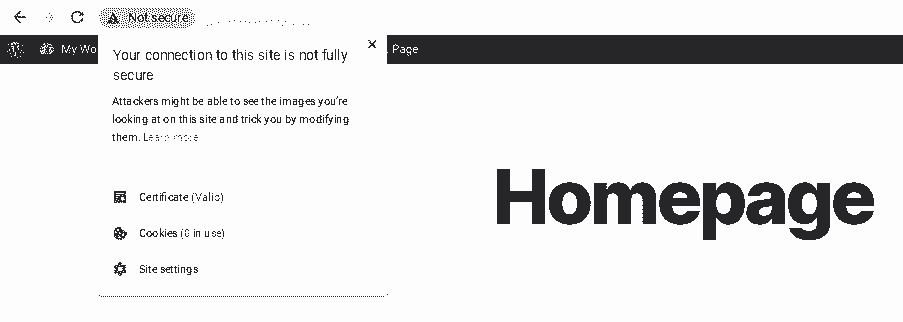 Not secure
My Wo
Page
Your connection to this site is not fully
secure
Attackers might be able to see the images you're
looking at on this site and trick you by modifying
them. Learn more
Certificate (Valid)
Cookies (6 in use)
Site settings
Homepage